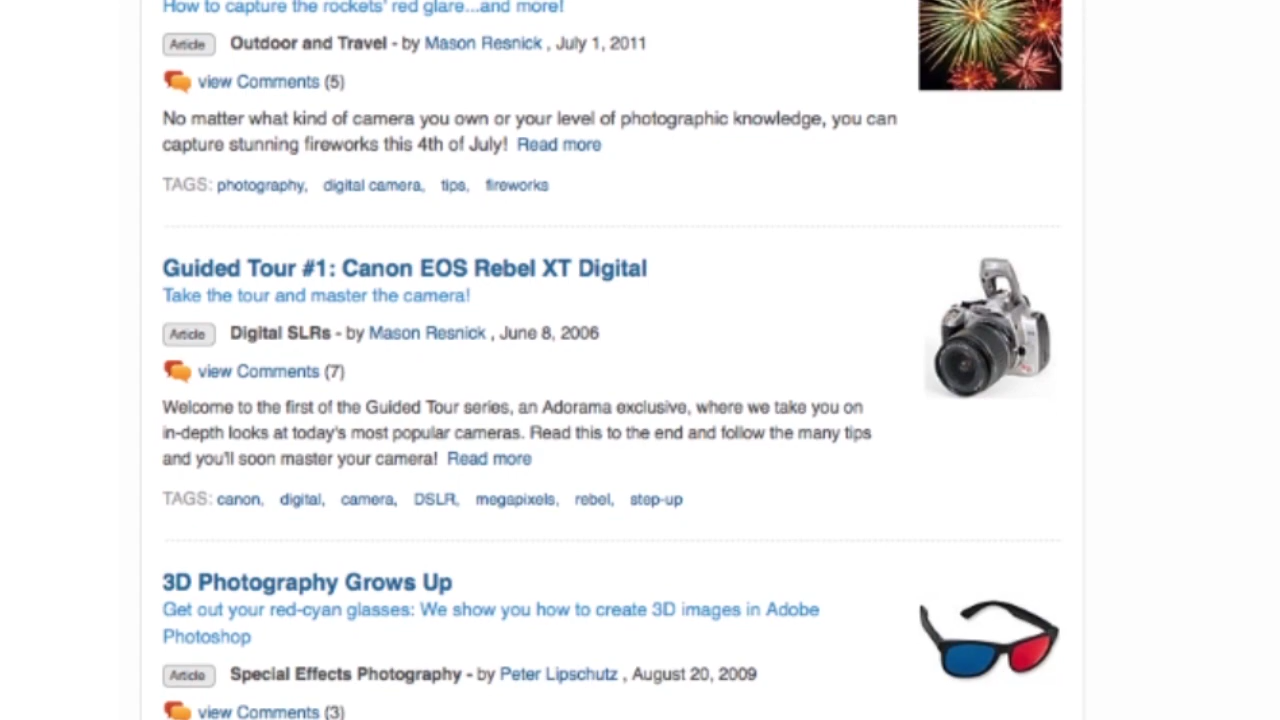 How to capture the rockets' red glare...and more!
Article Outdoor and Travel - by Mason Resnick , July 1, 2011
view Comments (5)
No matter what kind of camera you own or your level of photographic knowledge, you can
capture stunning fireworks this 4th of July! Read more
TAGS: photography, digital camera, tips, fireworks
Guided Tour #1: Canon EOS Rebel XT Digital
Take the tour and master the camera!
Article Digital SLRs - by Mason Resnick , June 8, 2006
view Comments (7)
Welcome to the first of the Guided Tour series, an Adorama exclusive, where we take you on
in-depth looks at today's most popular cameras. Read this to the end and follow the many tips
and you'll soon master your camera! Read more
TAGS: canon, digital, camera, DSLR, megapixels, rebel, step-up
3D Photography Grows Up
Get out your red-cyan glasses: We show you how to create 3D images in Adobe
Photoshop
Article Special Effects Photography - by Peter Lipschutz , August 20, 2009
view Comments (3)